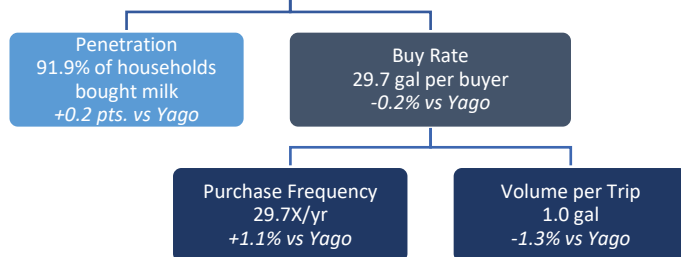 Penetration
91.9% of households
bought milk
+0.2 pts. vs Yago
Buy Rate
29.7 gal per buyer
-0.2% vs Yago
Purchase Frequency
29.7X/yr
+1.1% vs Yago
Volume per Trip
1.0 gal
-1.3% vs Yago